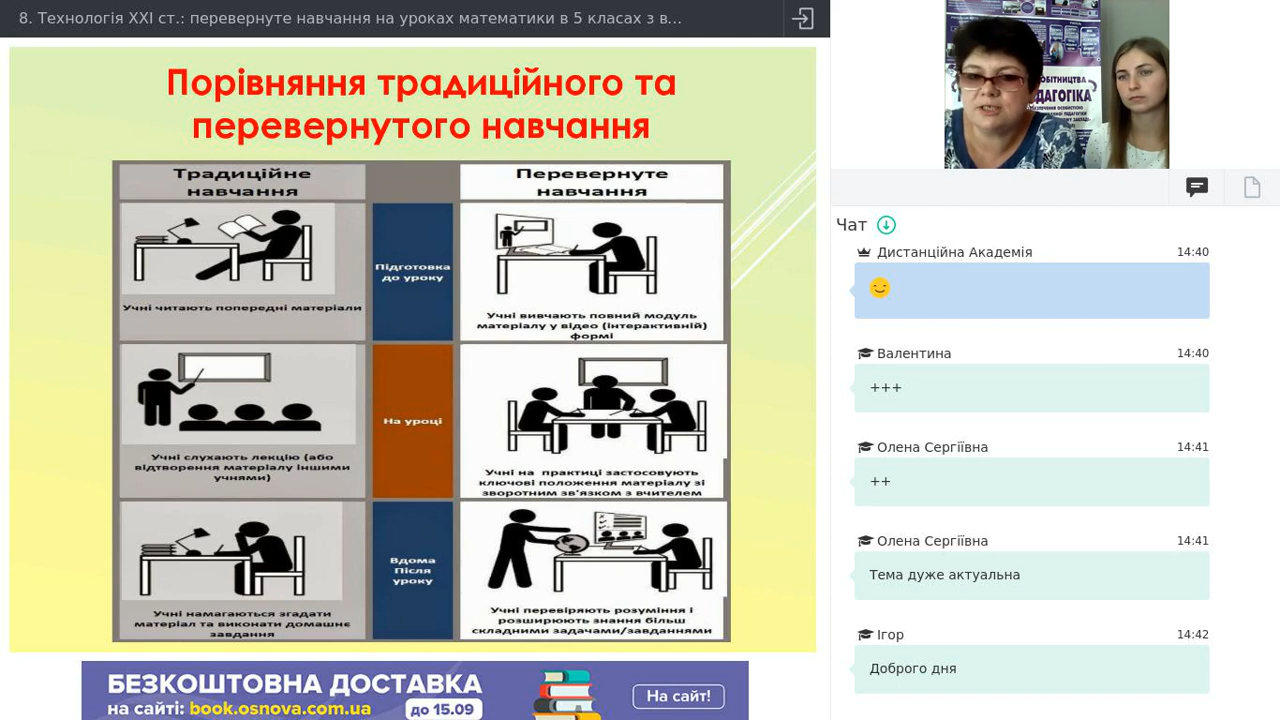 8. Технологія ХХІ ст.: перевернуте навчання на уроках математики в 5 класах з в...
Порівняння традиційного та
перевернутого навчання
Традиційне
навчання
Перевернуте
навчання
Учні читають попередні матеріали
Підготовка
до уроку
Учні вивчають повний модуль
матеріалу у відео (інтерактивній)
формі
Учні слухають лекцію (або
відтворення матеріалу іншими
учнями)
На уроці
Учні на практиці застосовують
ключові положення матеріалу зі
зворотним зв'язком з вчителем
Учні намагаються згадати
матеріал та виконати домашнє
завдання
Вдома
Після
уроку
Учні перевіряють розуміння і
розширюють знання більш
складними задачами/завданнями
БЕЗКОШТОВНА ДОСТАВКА
на сайті: book.osnova.com.ua
до 15.09
На сайт!
ОБІТНИЦТВА
ДАГОГІКА
Чат
Дистанційна Академія 14:40
😊
Валентина 14:40
+++
Олена Сергіївна 14:41
++
Олена Сергіївна 14:41
Тема дуже актуальна
Ігор 14:42
Доброго дня